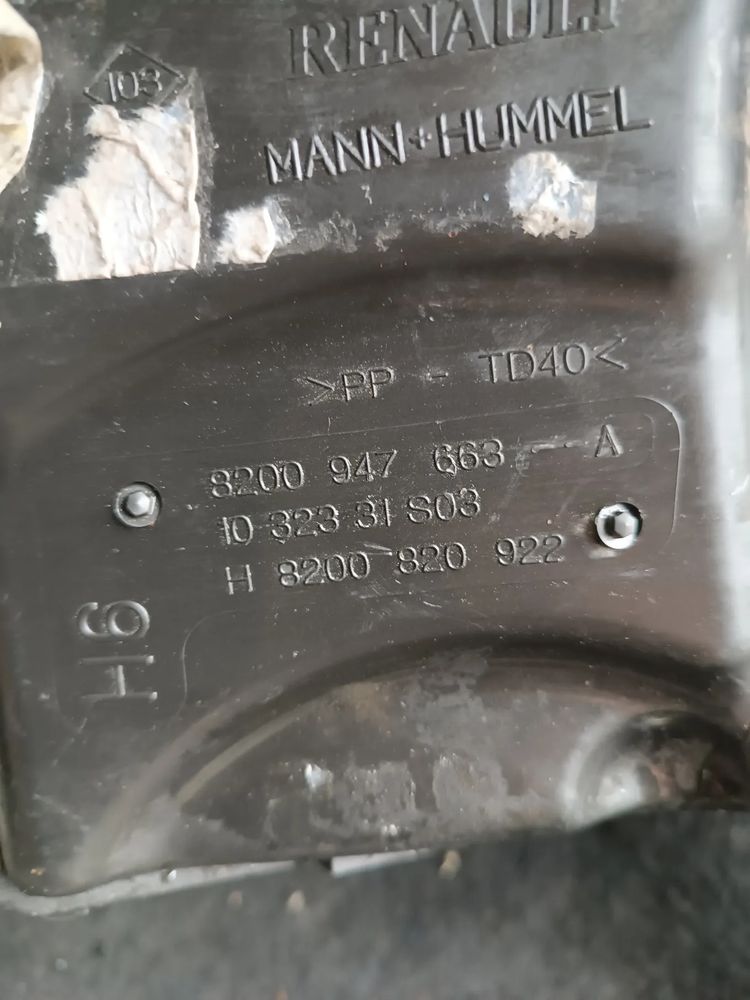 RENAULT
103
MANN+HUMMEL
>PP - TD40<
8200 947 663 - A
10 323 31 S03
H 8200 820 922
H6